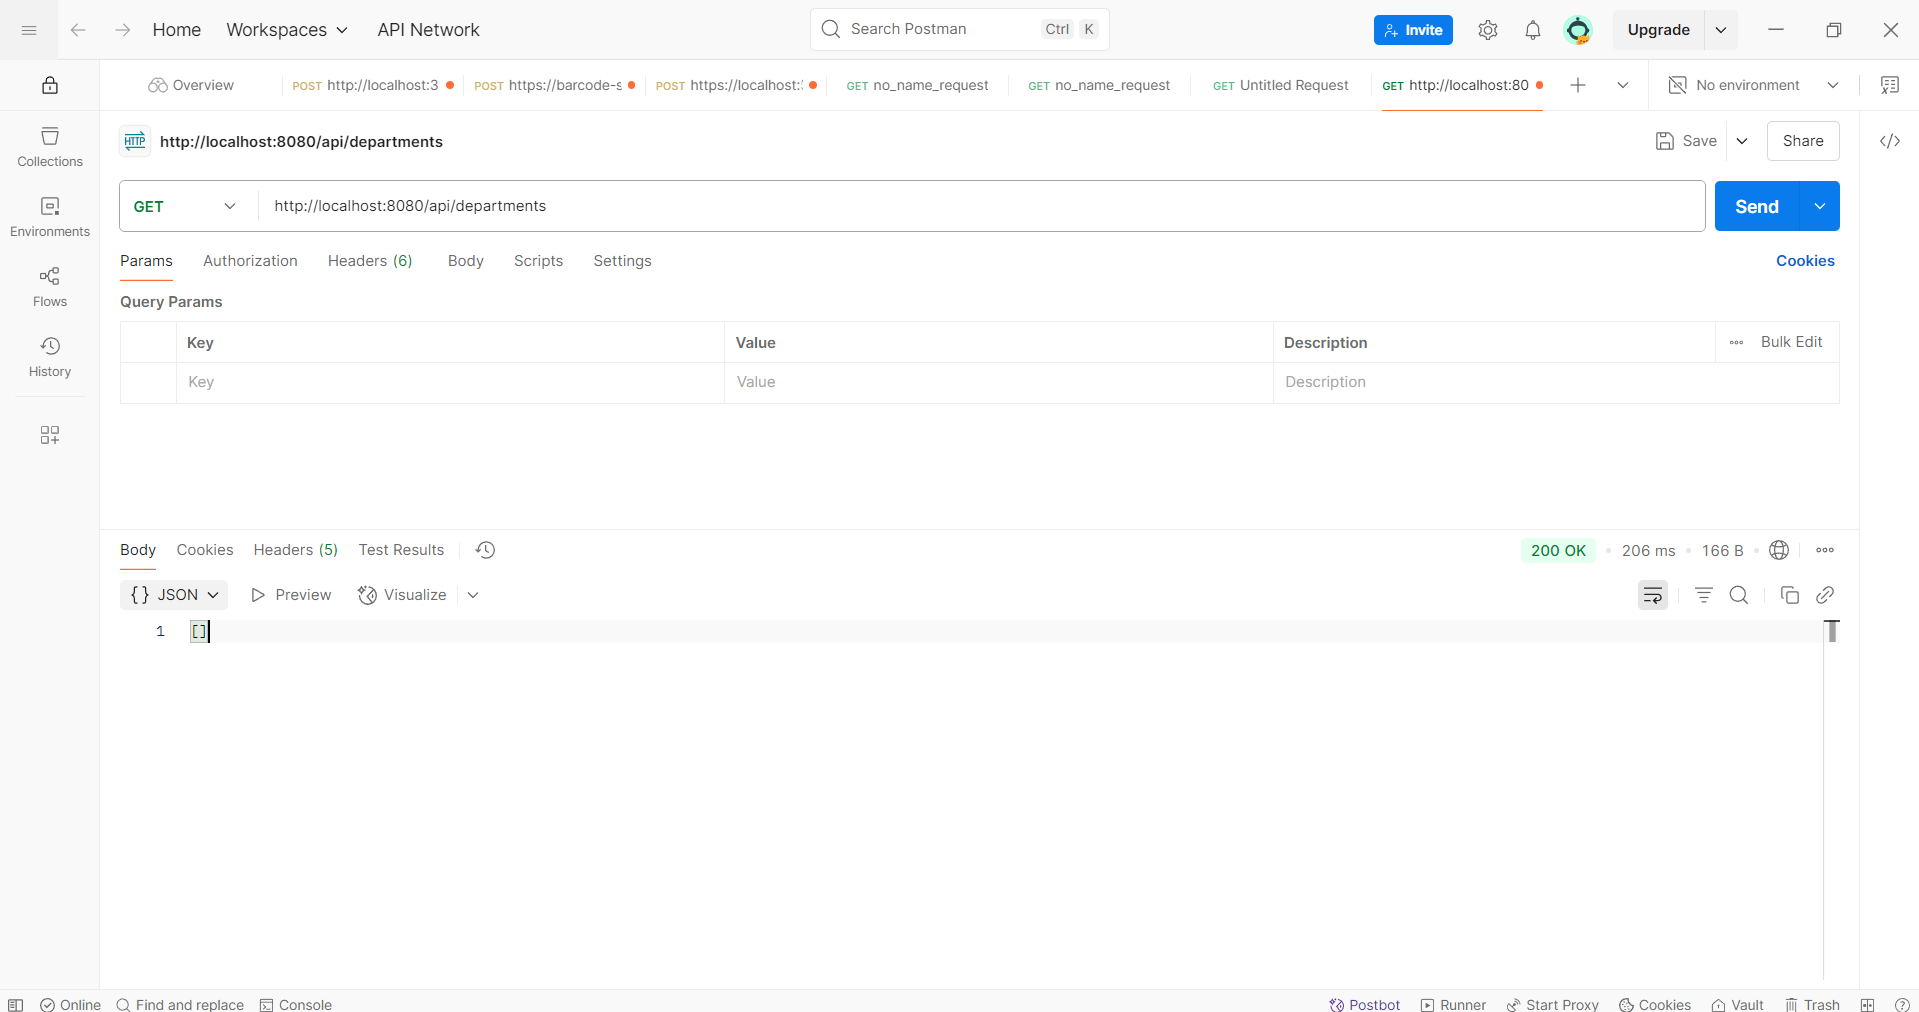 Home Workspaces API Network Search Postman Ctrl K Invite Upgrade
Overview POST http://localhost:3 POST https://barcode-s POST https://localhost: GET no_name_request GET no_name_request GET Untitled Request GET http://localhost:80 No environment
Collections
Environments
Flows
History
HTTP http://localhost:8080/api/departments Save Share
GET http://localhost:8080/api/departments Send
Params Authorization Headers (6) Body Scripts Settings Cookies
Query Params
Key Value Description Bulk Edit
Key Value Description
Body Cookies Headers (5) Test Results 200 OK 206 ms 166 B
{} JSON Preview Visualize
1 []
Online Find and replace Console Postbot Runner Start Proxy Cookies Vault Trash